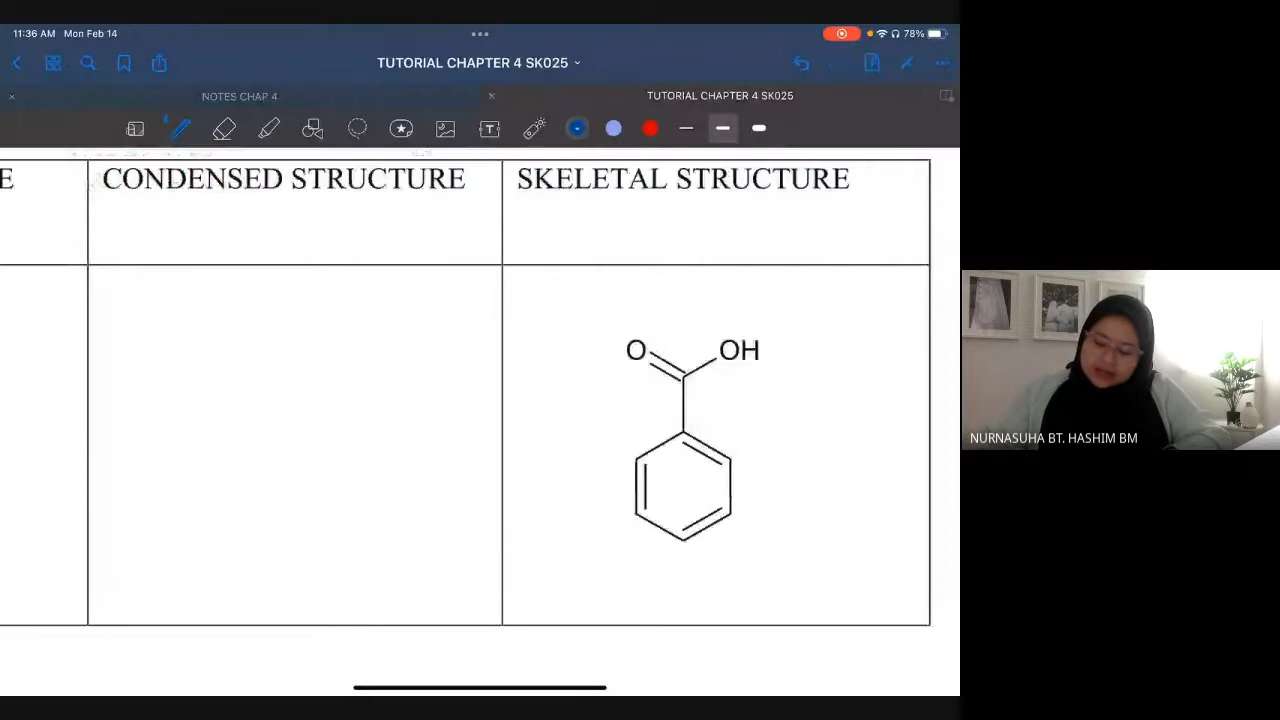 11:36 AM Mon Feb 14
78%
TUTORIAL CHAPTER 4 SK025
NOTES CHAP 4
TUTORIAL CHAPTER 4 SK025
E
CONDENSED STRUCTURE
SKELETAL STRUCTURE
O
OH
NURNASUHA BT. HASHIM BM